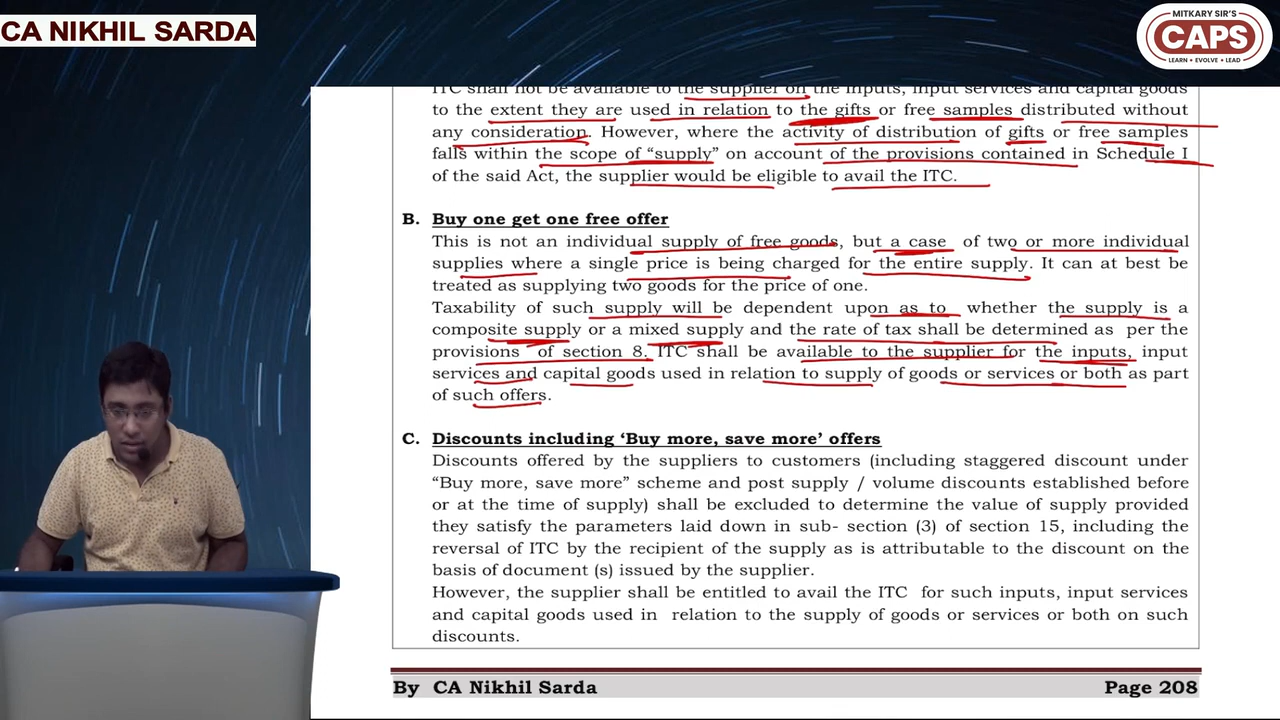 CA NIKHIL SARDA
MITKARY SIR'S
CAPS
LEARN • EVOLVE • LEAD
ITC shall not be available to the supplier on the inputs, input services and capital goods
to the extent they are used in relation to the gifts or free samples distributed without
any consideration. However, where the activity of distribution of gifts or free samples
falls within the scope of “supply” on account of the provisions contained in Schedule I
of the said Act, the supplier would be eligible to avail the ITC.
B. Buy one get one free offer
This is not an individual supply of free goods, but a case of two or more individual
supplies where a single price is being charged for the entire supply. It can at best be
treated as supplying two goods for the price of one.
Taxability of such supply will be dependent upon as to whether the supply is a
composite supply or a mixed supply and the rate of tax shall be determined as per the
provisions of section 8. ITC shall be available to the supplier for the inputs, input
services and capital goods used in relation to supply of goods or services or both as part
of such offers.
C. Discounts including ‘Buy more, save more’ offers
Discounts offered by the suppliers to customers (including staggered discount under
“Buy more, save more” scheme and post supply / volume discounts established before
or at the time of supply) shall be excluded to determine the value of supply provided
they satisfy the parameters laid down in sub- section (3) of section 15, including the
reversal of ITC by the recipient of the supply as is attributable to the discount on the
basis of document (s) issued by the supplier.
However, the supplier shall be entitled to avail the ITC for such inputs, input services
and capital goods used in relation to the supply of goods or services or both on such
discounts.
By CA Nikhil Sarda
Page 208